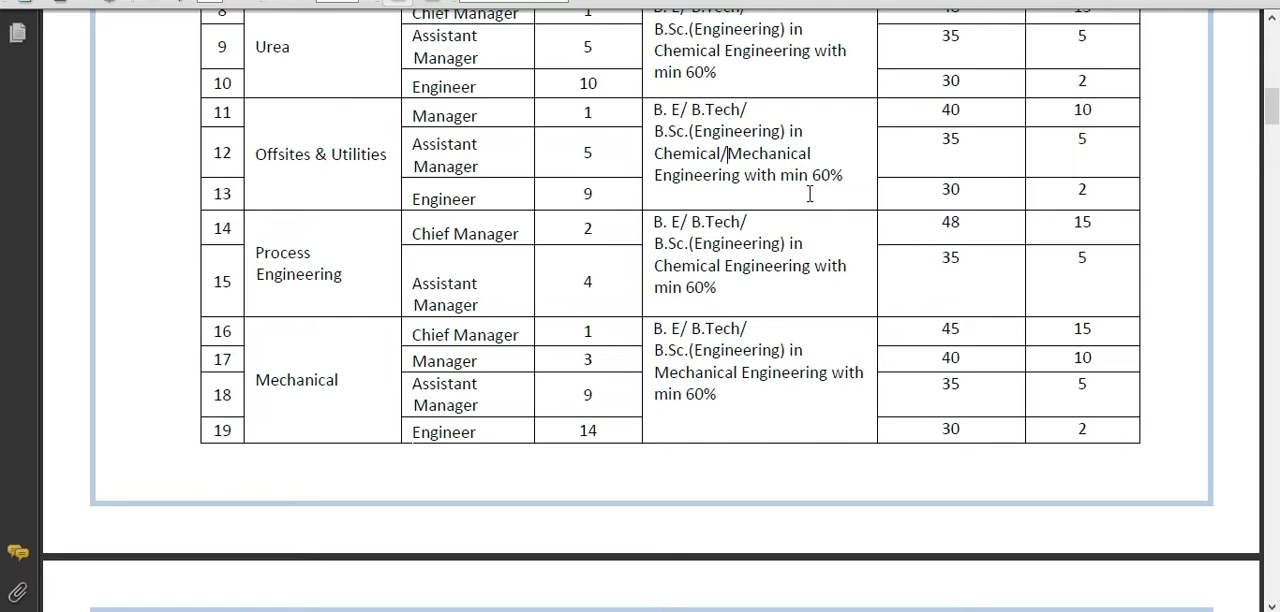 8 Chief Manager 1 B. E/ B.Tech/ 48 15
9 Urea Assistant Manager 5 B.Sc.(Engineering) in Chemical Engineering with min 60% 35 5
10 Engineer 10 30 2
11 Manager 1 B. E/ B.Tech/ 40 10
12 Offsites & Utilities Assistant Manager 5 B.Sc.(Engineering) in Chemical/Mechanical Engineering with min 60% 35 5
13 Engineer 9 30 2
14 Process Engineering Chief Manager 2 B. E/ B.Tech/ B.Sc.(Engineering) in Chemical Engineering with min 60% 48 15
15 Assistant Manager 4 35 5
16 Mechanical Chief Manager 1 B. E/ B.Tech/ B.Sc.(Engineering) in Mechanical Engineering with min 60% 45 15
17 Manager 3 40 10
18 Assistant Manager 9 35 5
19 Engineer 14 30 2